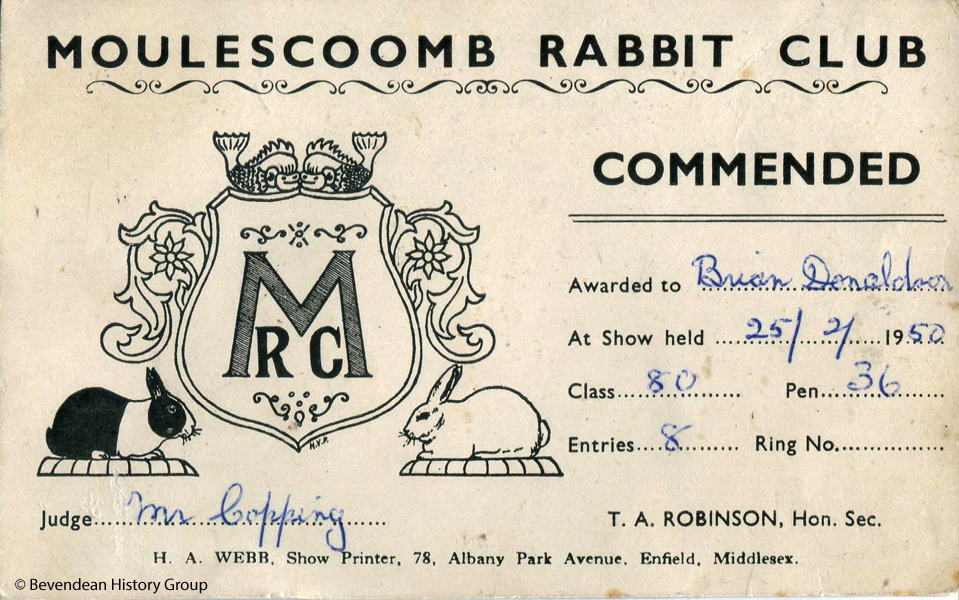 MOULESCOOMB RABBIT CLUB
COMMENDED
M
RC
H.V.P.
Awarded to Brian Donaldson
At Show held 25/2/1950
Class 80 Pen 36
Entries 8 Ring No.
Judge Mr Copping
T. A. ROBINSON, Hon. Sec.
H. A. WEBB, Show Printer, 78, Albany Park Avenue, Enfield, Middlesex.
© Bevendean History Group